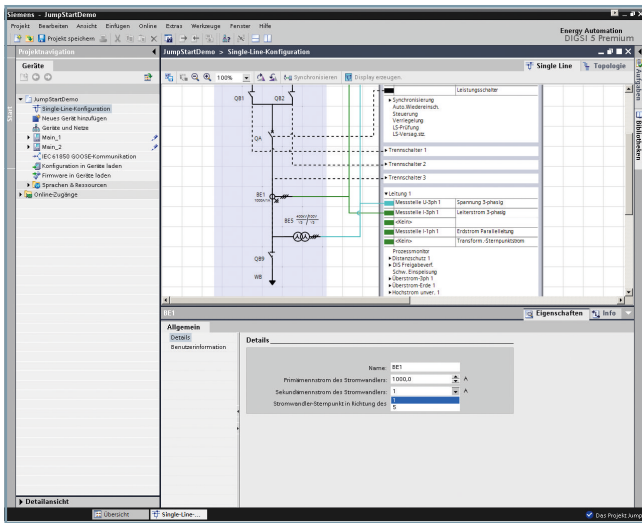 Siemens - JumpStartDemo
Projekt Bearbeiten Ansicht Einfügen Online Extras Werkzeuge Fenster Hilfe
Projekt speichern
Energy Automation
DIGSI 5 Premium
Projektnavigation
JumpStartDemo > Single-Line-Konfiguration
Geräte
Single Line
Topologie
100%
Synchronisieren
Display erzeugen
Start
Aufgaben
Bibliotheken
JumpStartDemo
Single-Line-Konfiguration
Neues Gerät hinzufügen
Geräte und Netze
Main_1
Main_2
IEC 61850 GOOSE-Kommunikation
Konfiguration in Geräte laden
Firmware in Geräte laden
Sprachen & Ressourcen
Online-Zugänge
QB1
QB2
QA
BE1
BE5
QB9
WB
Leistungsschalter
Synchronisierung
Auto.Wiedereinsch.
Steuerung
Verriegelung
LS-Prüfung
LS-Versag.stz.
Trennschalter 1
Trennschalter 2
Trennschalter 3
Leitung 1
Messstelle U-3ph 1 Spannung 3-phasig
Messstelle I-3ph 1 Leiterstrom 3-phasig
<Kein>
Messstelle I-1ph 1 Erdstrom Parallelleitung
<Kein> Transform.-Sternpunktstrom
Prozessmonitor
Distanzschutz 1
DIS Freigabeverf.
Schw. Einspeisung
Überstrom-3ph 1
Überstrom-Erde 1
Hochstrom unver. 1
BE1
Eigenschaften
Info
Allgemein
Details
Benutzerinformation
Details
Name: BE1
Primärnennstrom des Stromwandlers: 1000,0 A
Sekundärnennstrom des Stromwandlers: 1 A
Stromwandler-Sternpunkt in Richtung des
1
5
Detailansicht
Übersicht
Single-Line-...
Das Projekt Jump